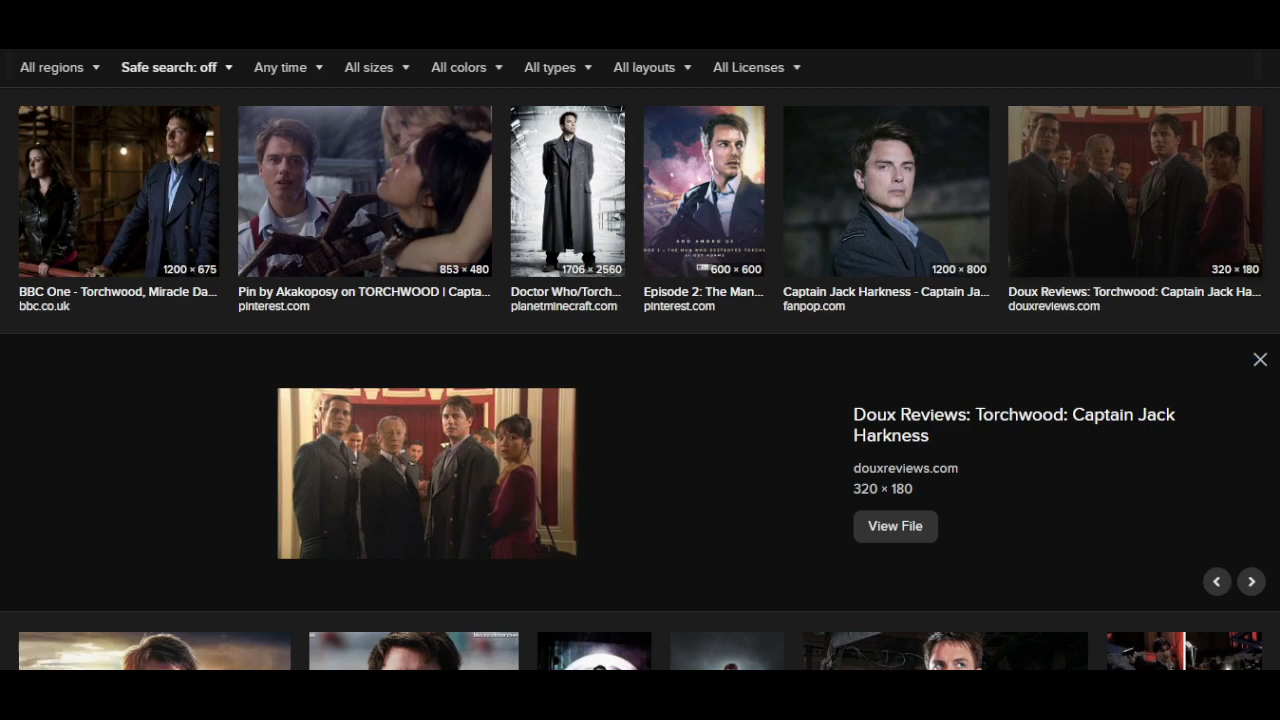 All regions Safe search: off Any time All sizes All colors All types All layouts All Licenses
1200 × 675
853 × 480
1706 × 2560
GOD AMONG US
600 × 600
1200 × 800
320 × 180
BBC One - Torchwood, Miracle Da...
bbc.co.uk
Pin by Akakoposy on TORCHWOOD | Capta...
pinterest.com
Doctor Who/Torch...
planetminecraft.com
Episode 2: The Man...
pinterest.com
Captain Jack Harkness - Captain Ja...
fanpop.com
Doux Reviews: Torchwood: Captain Jack Ha...
douxreviews.com
Doux Reviews: Torchwood: Captain Jack
Harkness
douxreviews.com
320 × 180
View File